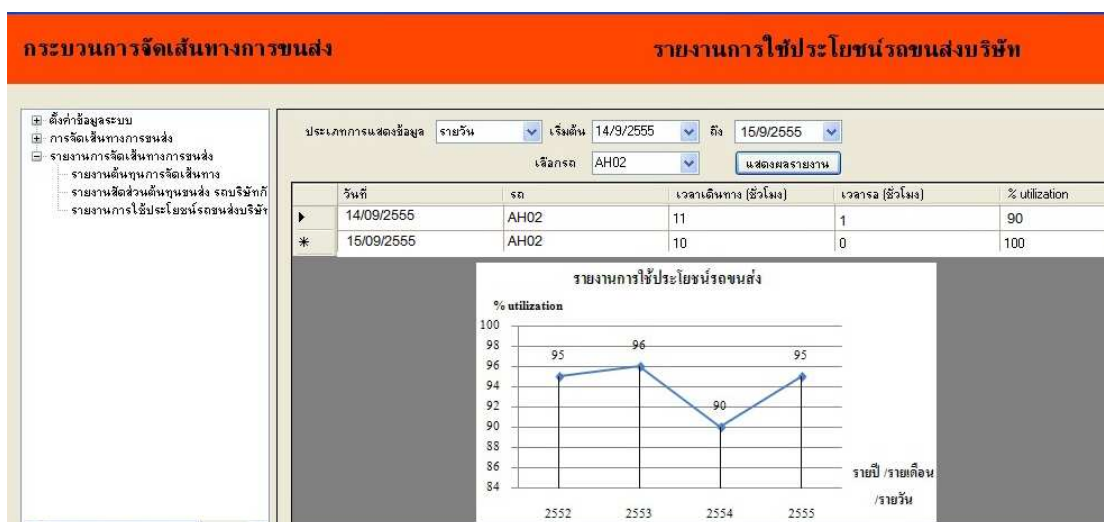 กระบวนการจัดเส้นทางการขนส่ง
รายงานการใช้ประโยชน์รถขนส่งบริษัท
ตั้งค่าข้อมูลระบบ
การจัดเส้นทางการขนส่ง
รายงานการจัดเส้นทางการขนส่ง
รายงานต้นทุนการจัดเส้นทาง
รายงานสัดส่วนต้นทุนขนส่ง รถบริษัทกั
รายงานการใช้ประโยชน์รถขนส่งบริษัท
ประเภทการแสดงข้อมูล รายวัน เริ่มต้น 14/9/2555 ถึง 15/9/2555
เลือกรถ AH02 แสดงผลรายงาน
วันที่ รถ เวลาเดินทาง (ชั่วโมง) เวลารอ (ชั่วโมง) % utilization
14/09/2555 AH02 11 1 90
15/09/2555 AH02 10 0 100
รายงานการใช้ประโยชน์รถขนส่ง
% utilization
100
98
96
94
92
90
88
86
84
95
96
90
95
2552 2553 2554 2555
รายปี /รายเดือน
/รายวัน